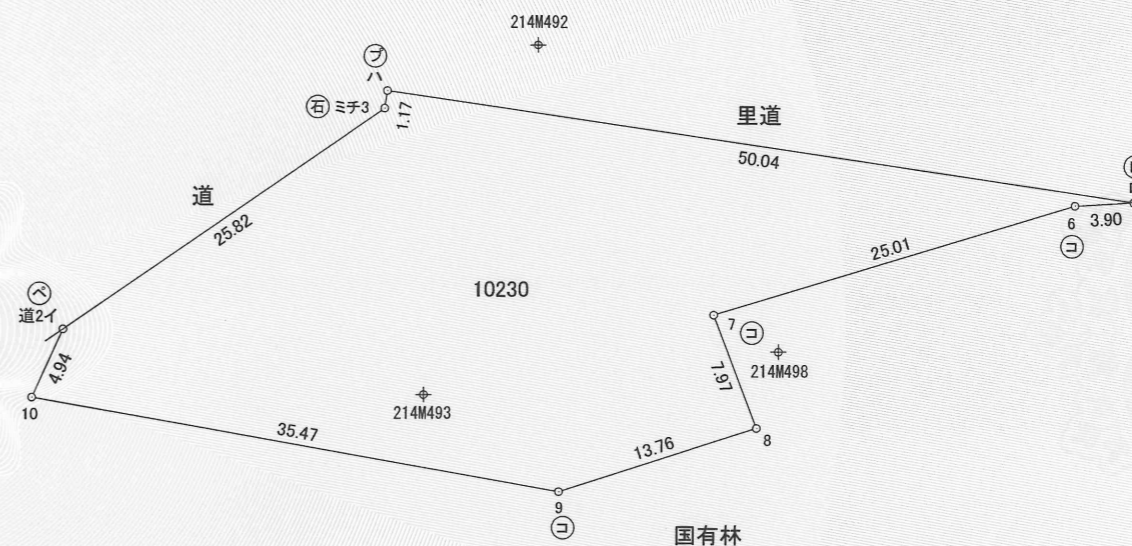 214M492
プ
ハ
石 ミチ3
1.17
里道
50.04
道
25.82
6
3.90
コ
25.01
10230
ペ
道2イ
7 コ
4.94
7.97
214M498
10
214M493
35.47
13.76
8
9
コ
国有林